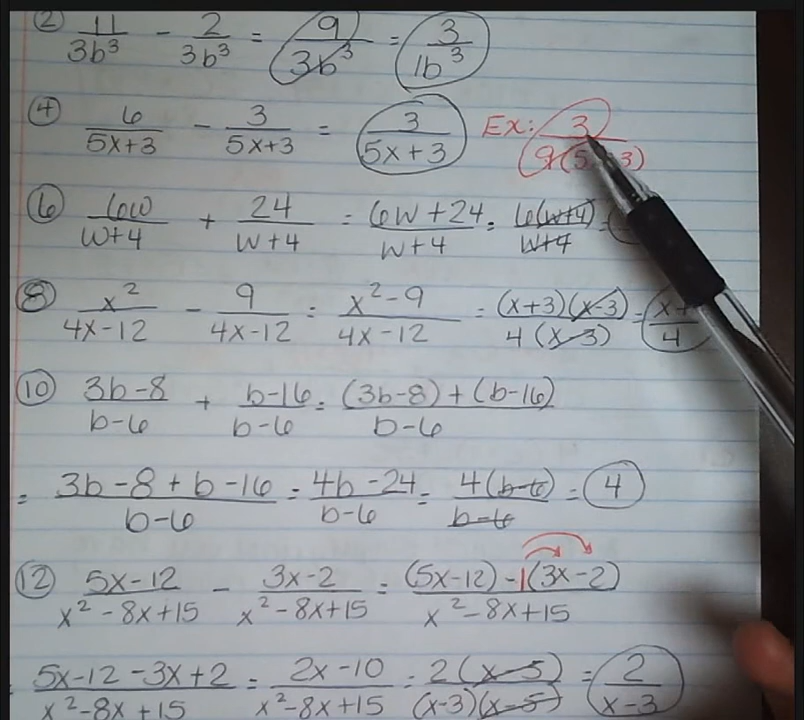 ② 11/3b³ - 2/3b³ = 9/3b³ = 3/1b³
④ 6/5x+3 - 3/5x+3 = 3/5x+3 Ex: 3/9(5 3)
⑥ 6w/w+4 + 24/w+4 = 6w+24/w+4 = 6(w+4)/w+4 =
⑧ x²/4x-12 - 9/4x-12 = x²-9/4x-12 = (x+3)(x-3)/4(x-3) = x+/4
⑩ 3b-8/b-6 + b-16/b-6 = (3b-8)+(b-16)/b-6
= 3b-8+b-16/b-6 = 4b-24/b-6 = 4(b-6)/b-6 = 4
⑫ 5x-12/x²-8x+15 - 3x-2/x²-8x+15 = (5x-12)-1(3x-2)/x²-8x+15
= 5x-12-3x+2/x²-8x+15 = 2x-10/x²-8x+15 = 2(x-5)/(x-3)(x-5) = 2/x-3